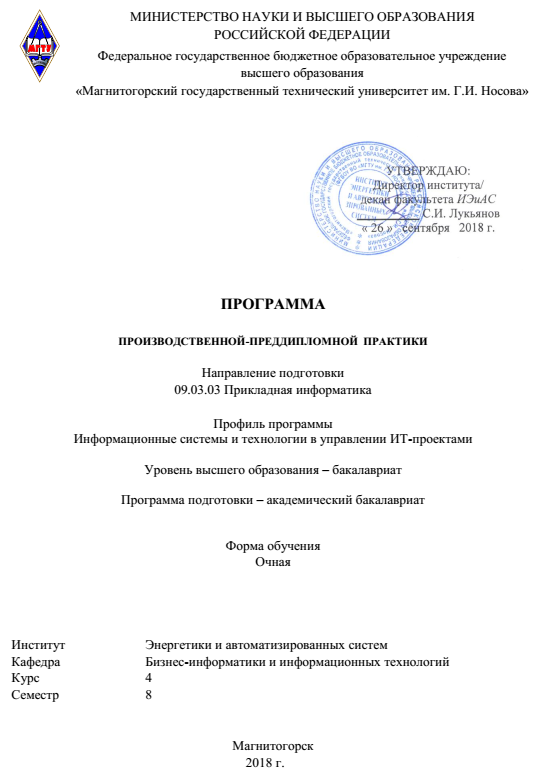 МГТУ
МИНИСТЕРСТВО НАУКИ И ВЫСШЕГО ОБРАЗОВАНИЯ
РОССИЙСКОЙ ФЕДЕРАЦИИ
Федеральное государственное бюджетное образовательное учреждение
высшего образования
«Магнитогорский государственный технический университет им. Г.И. Носова»
УТВЕРЖДАЮ:
Директор института/
декан факультета ИЭиАС
С.И. Лукьянов
« 26 » сентября 2018 г.
ПРОГРАММА
ПРОИЗВОДСТВЕННОЙ-ПРЕДДИПЛОМНОЙ ПРАКТИКИ
Направление подготовки
09.03.03 Прикладная информатика
Профиль программы
Информационные системы и технологии в управлении ИТ-проектами
Уровень высшего образования – бакалавриат
Программа подготовки – академический бакалавриат
Форма обучения
Очная
Институт Энергетики и автоматизированных систем
Кафедра Бизнес-информатики и информационных технологий
Курс 4
Семестр 8
Магнитогорск
2018 г.